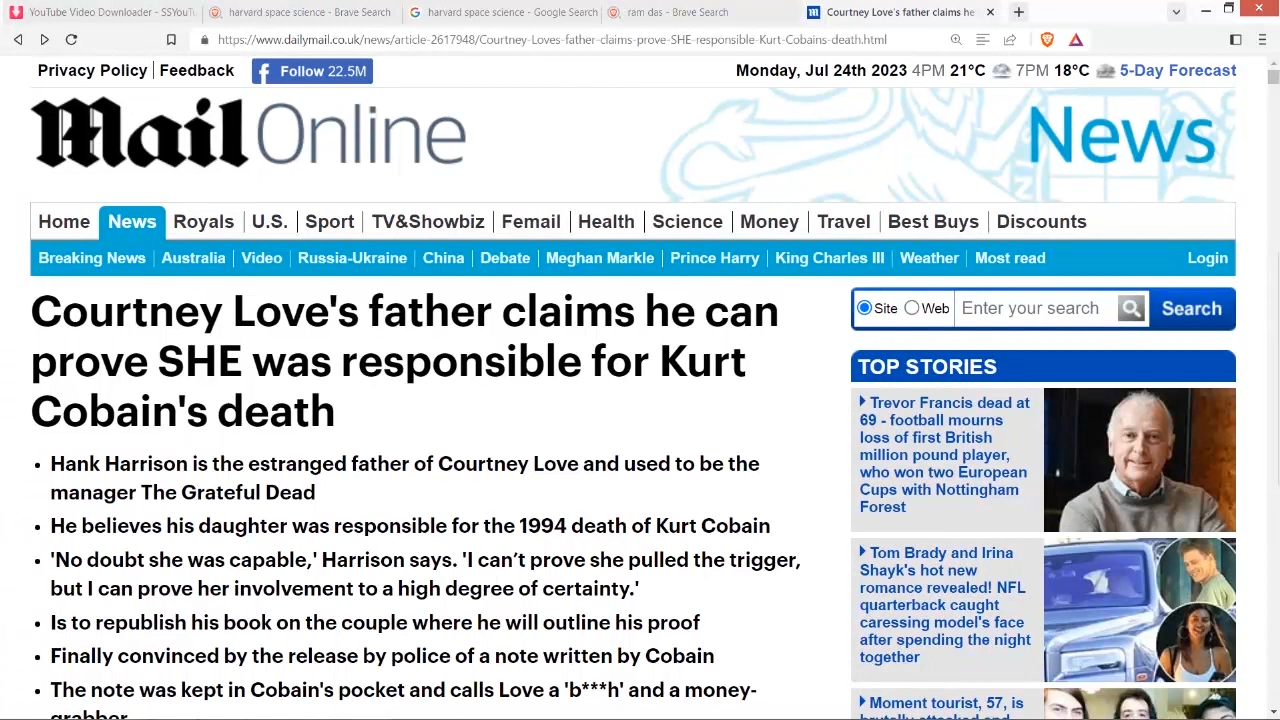 YouTube Video Downloader - SSYouT
harvard space science - Brave Search
harvard space science - Google Search
ram das - Brave Search
Courtney Love's father claims he
https://www.dailymail.co.uk/news/article-2617948/Courtney-Loves-father-claims-prove-SHE-responsible-Kurt-Cobains-death.html
Privacy Policy Feedback
Follow 22.5M
Monday, Jul 24th 2023 4PM 21°C 7PM 18°C 5-Day Forecast
Mail Online
News
Home News Royals U.S. Sport TV&Showbiz Femail Health Science Money Travel Best Buys Discounts
Breaking News Australia Video Russia-Ukraine China Debate Meghan Markle Prince Harry King Charles III Weather Most read Login
Courtney Love's father claims he can
prove SHE was responsible for Kurt
Cobain's death
• Hank Harrison is the estranged father of Courtney Love and used to be the
manager The Grateful Dead
• He believes his daughter was responsible for the 1994 death of Kurt Cobain
• 'No doubt she was capable,' Harrison says. 'I can’t prove she pulled the trigger,
but I can prove her involvement to a high degree of certainty.'
• Is to republish his book on the couple where he will outline his proof
• Finally convinced by the release by police of a note written by Cobain
• The note was kept in Cobain's pocket and calls Love a 'b***h' and a money-
grabber
Site Web Enter your search Search
TOP STORIES
Trevor Francis dead at
69 - football mourns
loss of first British
million pound player,
who won two European
Cups with Nottingham
Forest
Tom Brady and Irina
Shayk's hot new
romance revealed! NFL
quarterback caught
caressing model's face
after spending the night
together
Moment tourist, 57, is
brutally attacked and